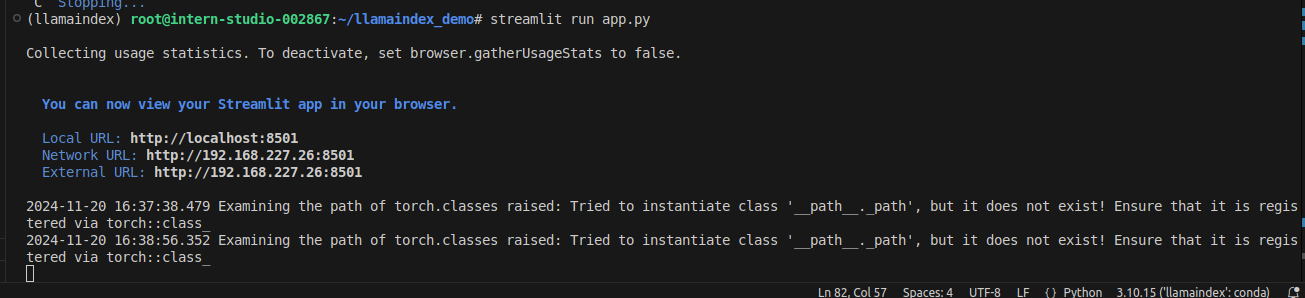 ^C Stopping...
(llamaindex) root@intern-studio-002867:~/llamaindex_demo# streamlit run app.py
Collecting usage statistics. To deactivate, set browser.gatherUsageStats to false.
You can now view your Streamlit app in your browser.
Local URL: http://localhost:8501
Network URL: http://192.168.227.26:8501
External URL: http://192.168.227.26:8501
2024-11-20 16:37:38.479 Examining the path of torch.classes raised: Tried to instantiate class '__path__._path', but it does not exist! Ensure that it is regis
tered via torch::class_
2024-11-20 16:38:56.352 Examining the path of torch.classes raised: Tried to instantiate class '__path__._path', but it does not exist! Ensure that it is regis
tered via torch::class_
Ln 82, Col 57 Spaces: 4 UTF-8 LF {} Python 3.10.15 ('llamaindex': conda)